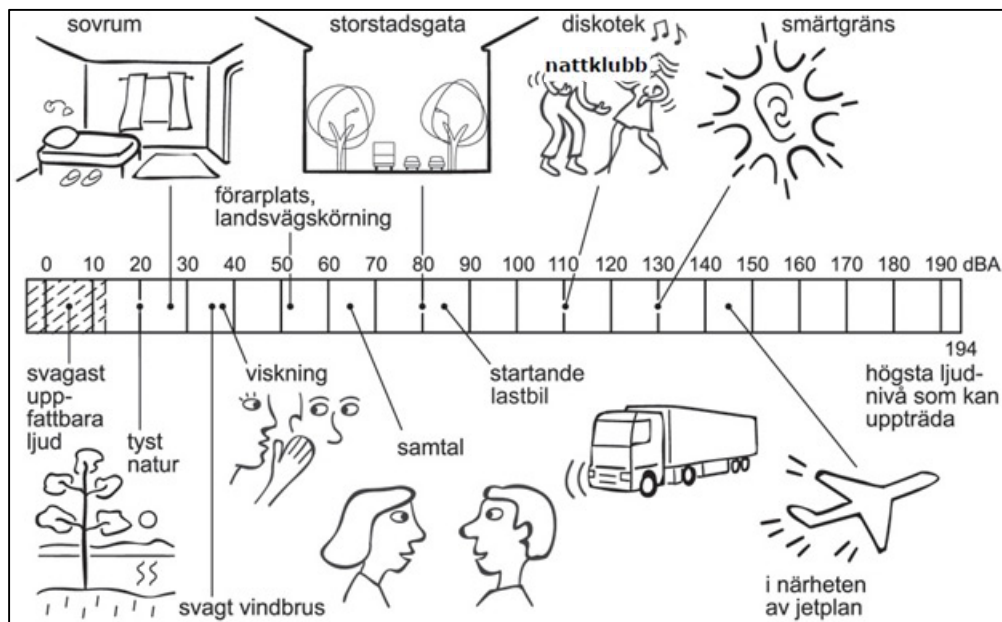 sovrum
storstadsgata
diskotek
nattklubb
smärtgräns
förarplats,
landsvägskörning
0 10 20 30 40 50 60 70 80 90 100 110 120 130 140 150 160 170 180 190 dBA
194
svagast
upp-
fattbara
ljud
tyst
natur
svagt vindbrus
viskning
samtal
startande
lastbil
högsta ljud-
nivå som kan
uppträda
i närheten
av jetplan